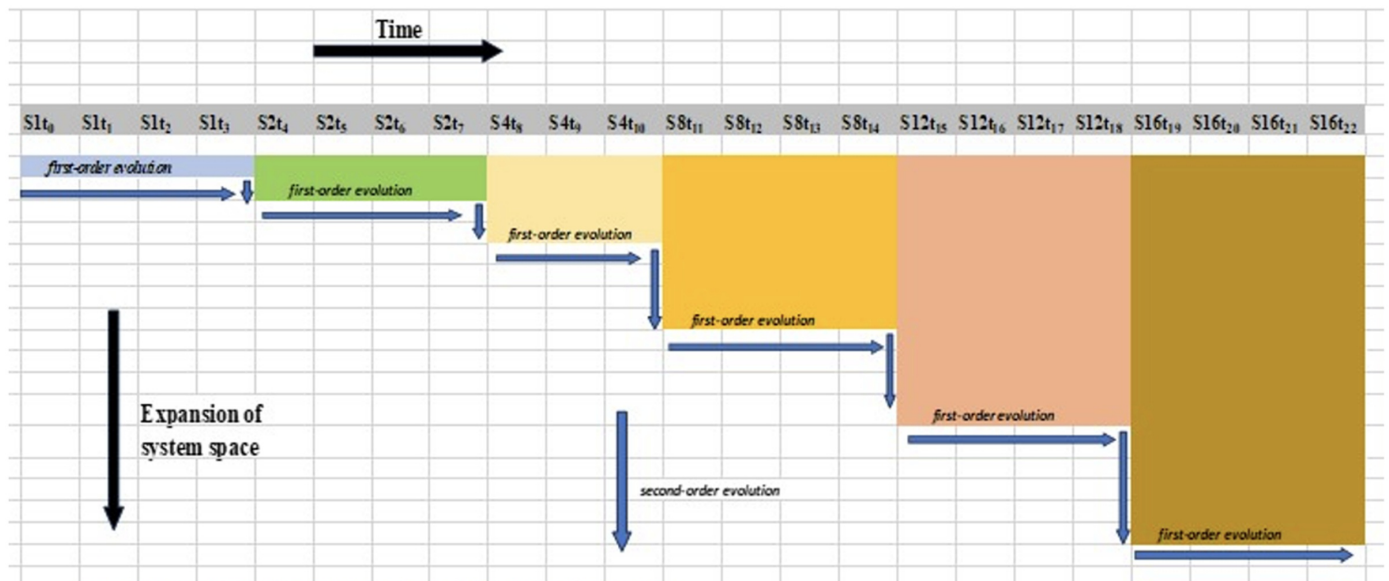 Time
S1t₀ S1t₁ S1t₂ S1t₃ S2t₄ S2t₅ S2t₆ S2t₇ S4t₈ S4t₉ S4t₁₀ S8t₁₁ S8t₁₂ S8t₁₃ S8t₁₄ S12t₁₅ S12t₁₆ S12t₁₇ S12t₁₈ S16t₁₉ S16t₂₀ S16t₂₁ S16t₂₂
first-order evolution
first-order evolution
first-order evolution
first-order evolution
Expansion of
system space
first-order evolution
second-order evolution
first-order evolution